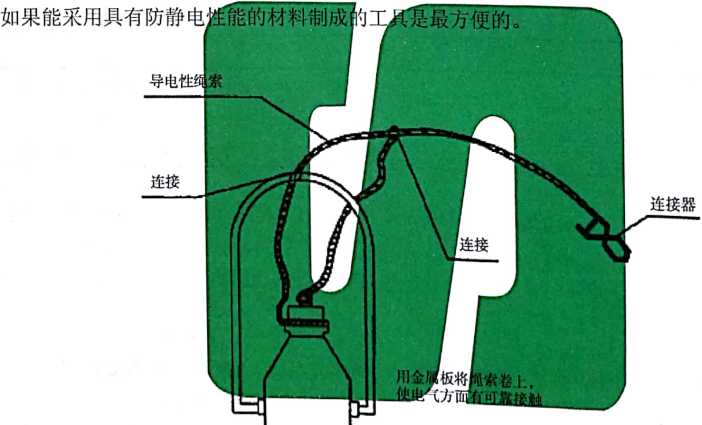 如果能采用具有防静电性能的材料制成的工具是最方便的。
导电性绳索
连接
连接器
连接
用金属板将绳索卷上，
使电气方面有可靠接触